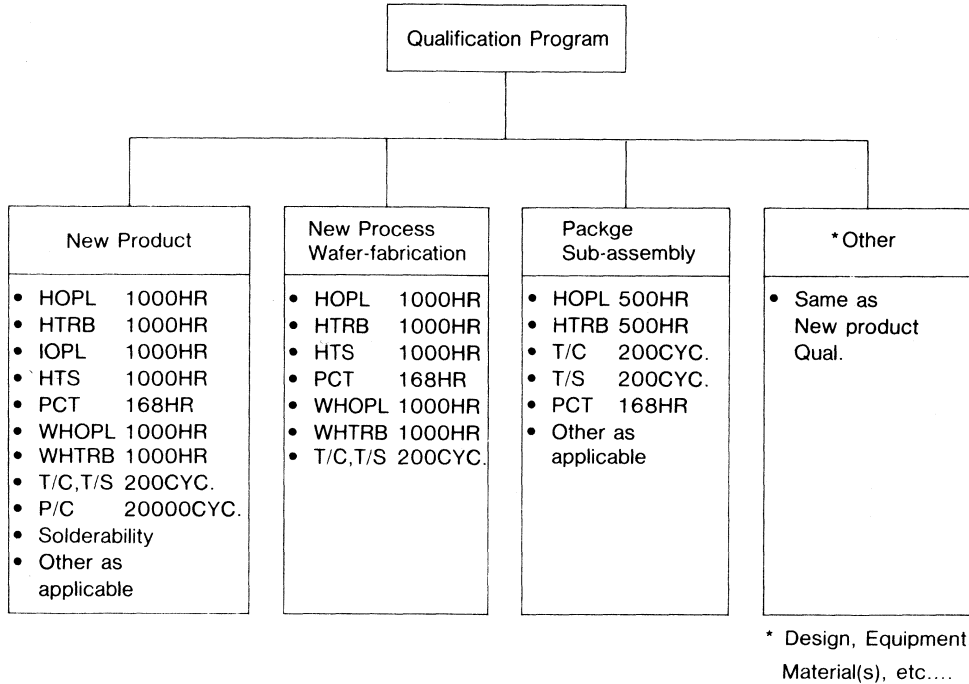 Qualification Program
New Product
• HOPL 1000HR
• HTRB 1000HR
• IOPL 1000HR
• HTS 1000HR
• PCT 168HR
• WHOPL 1000HR
• WHTRB 1000HR
• T/C,T/S 200CYC.
• P/C 20000CYC.
• Solderability
• Other as
applicable
New Process
Wafer-fabrication
• HOPL 1000HR
• HTRB 1000HR
• HTS 1000HR
• PCT 168HR
• WHOPL 1000HR
• WHTRB 1000HR
• T/C,T/S 200CYC.
Packge
Sub-assembly
• HOPL 500HR
• HTRB 500HR
• T/C 200CYC.
• T/S 200CYC.
• PCT 168HR
• Other as
applicable
*Other
• Same as
New product
Qual.
* Design, Equipment
Material(s), etc....